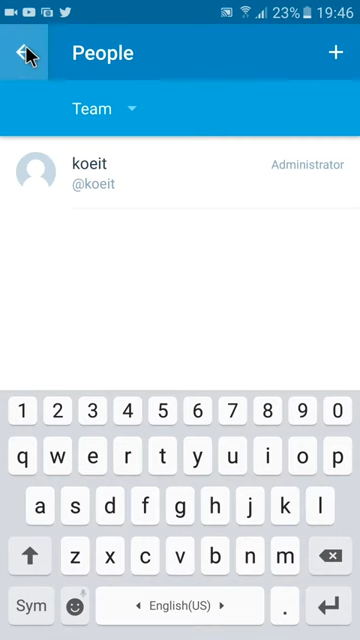 23% 19:46
People +
Team
koeit Administrator
@koeit
1 2 3 4 5 6 7 8 9 0
q w e r t y u i o p
a s d f g h j k l
z x c v b n m
Sym English(US) .